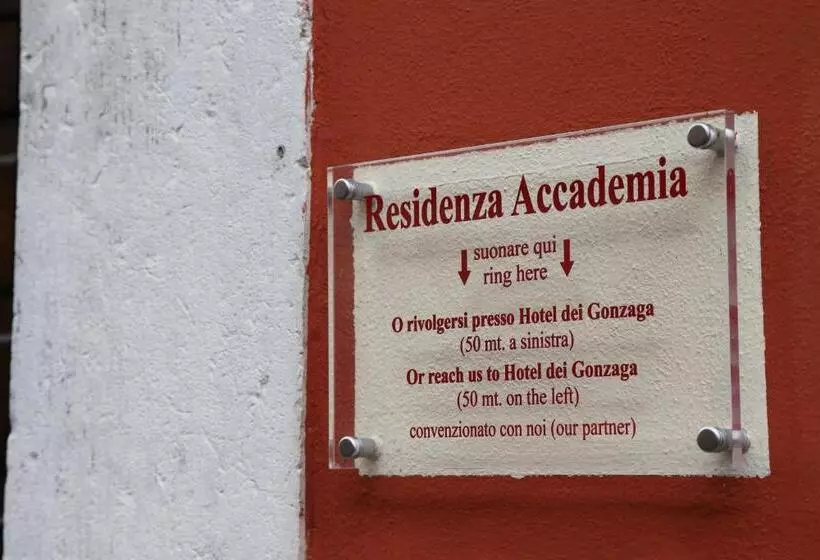 Residenza Accademia
suonare qui
ring here
O rivolgersi presso Hotel dei Gonzaga
(50 mt. a sinistra)
Or reach us to Hotel dei Gonzaga
(50 mt. on the left)
convenzionato con noi (our partner)